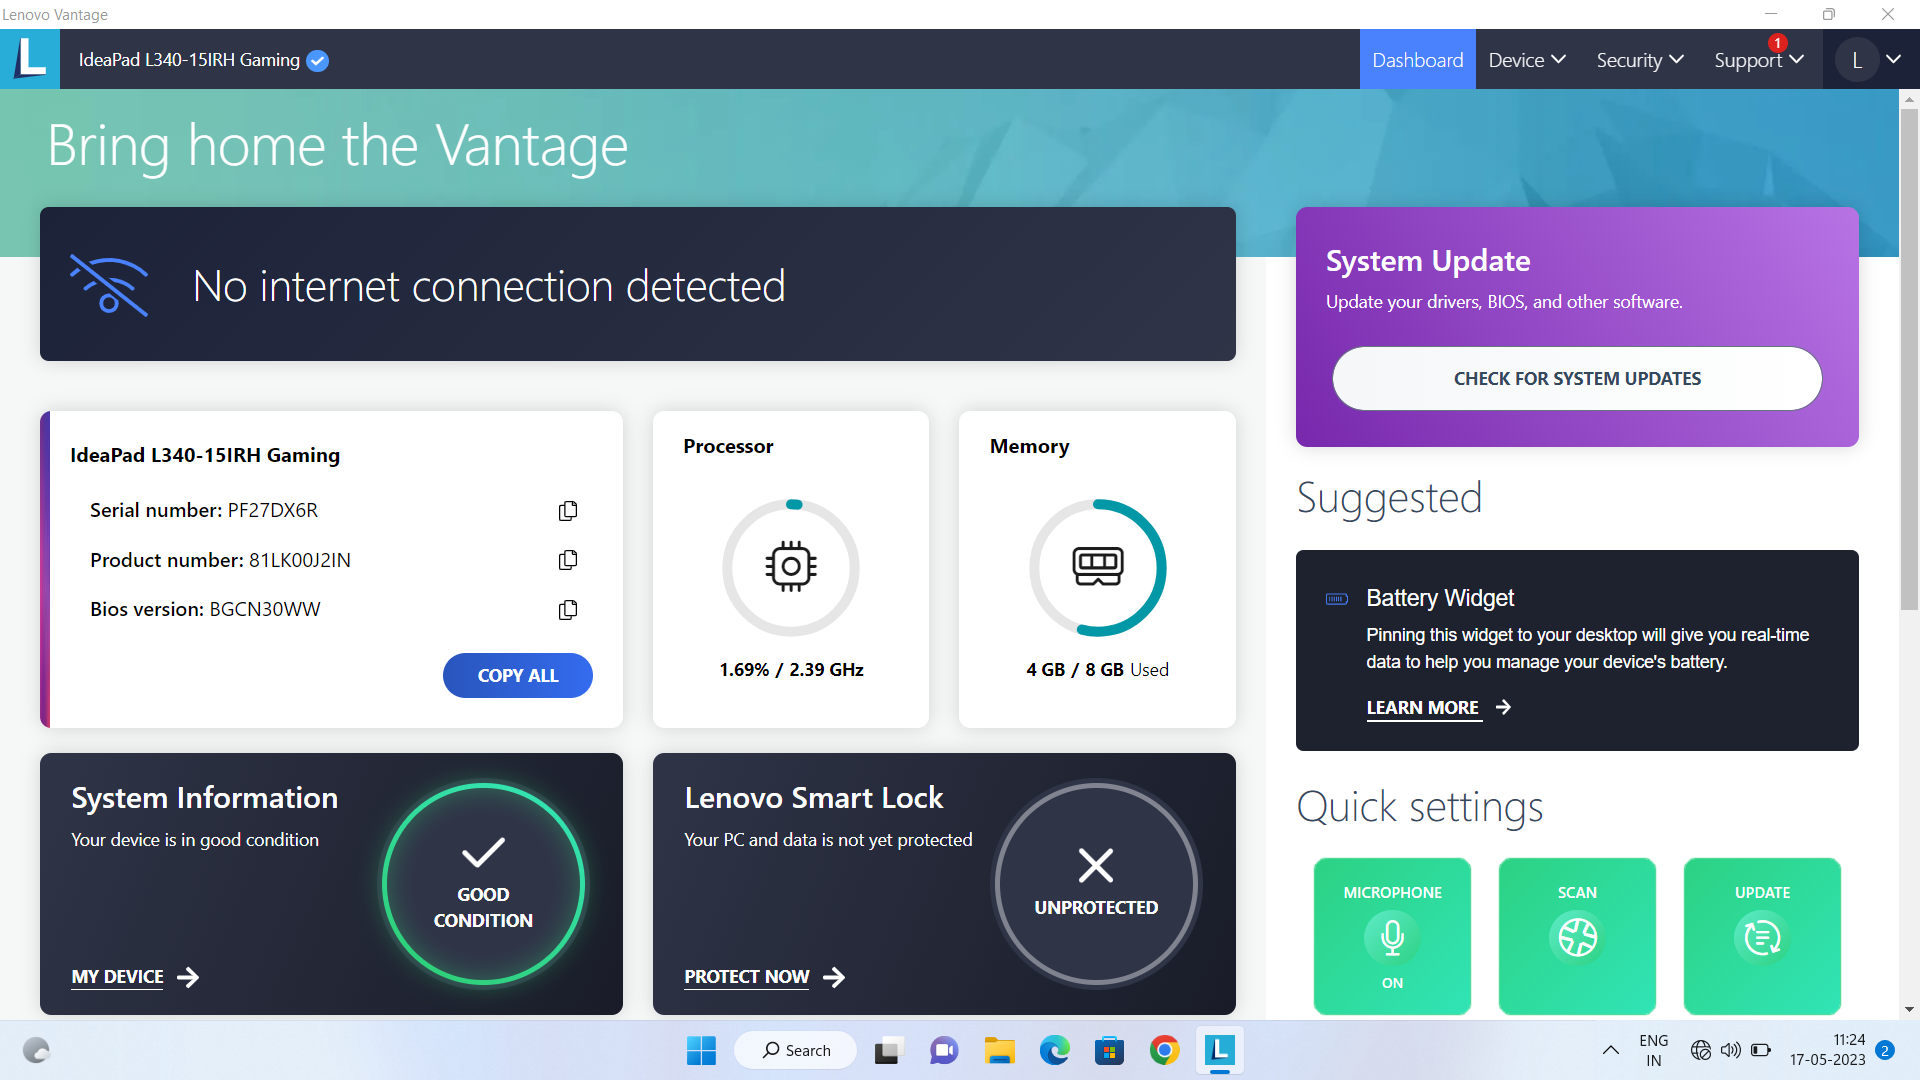 Lenovo Vantage
L
IdeaPad L340-15IRH Gaming
Dashboard
Device
Security
Support
1
L
Bring home the Vantage
No internet connection detected
System Update
Update your drivers, BIOS, and other software.
CHECK FOR SYSTEM UPDATES
IdeaPad L340-15IRH Gaming
Serial number: PF27DX6R
Product number: 81LK00J2IN
Bios version: BGCN30WW
COPY ALL
Processor
1.69% / 2.39 GHz
Memory
4 GB / 8 GB Used
Suggested
Battery Widget
Pinning this widget to your desktop will give you real-time
data to help you manage your device's battery.
LEARN MORE
System Information
Your device is in good condition
GOOD
CONDITION
MY DEVICE
Lenovo Smart Lock
Your PC and data is not yet protected
UNPROTECTED
PROTECT NOW
Quick settings
MICROPHONE
ON
SCAN
UPDATE
Search
L
ENG
IN
11:24
17-05-2023
2